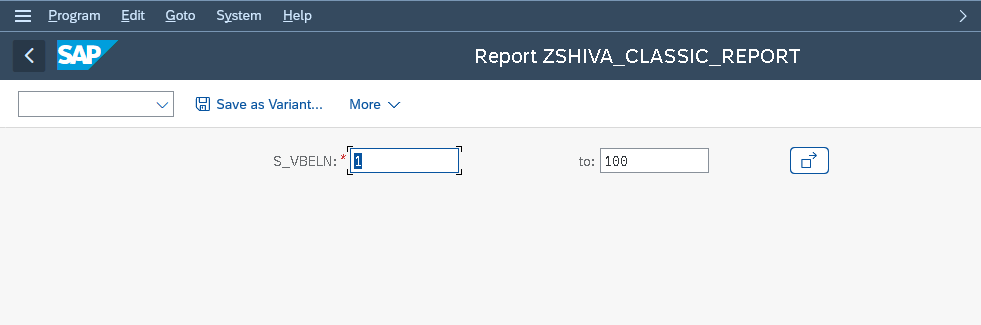 Program Edit Goto System Help
SAP Report ZSHIVA_CLASSIC_REPORT
Save as Variant... More
S_VBELN: * 1 to: 100